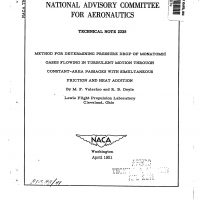 NATIONAL ADVISORY COMMITTEE
FOR AERONAUTICS
TECHNICAL NOTE 2328
METHOD FOR DETERMINING PRESSURE DROP OF MONATOMIC
GASES FLOWING IN TURBULENT MOTION THROUGH
CONSTANT-AREA PASSAGES WITH SIMULTANEOUS
FRICTION AND HEAT ADDITION
By M. F. Valerino and R. B. Doyle
Lewis Flight Propulsion Laboratory
Cleveland, Ohio
NACA
Washington
April 1951